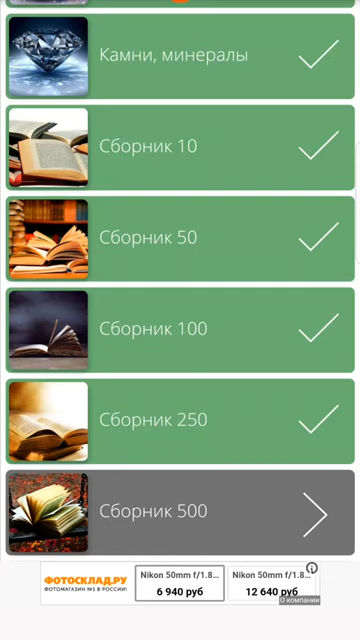 Камни, минералы
Сборник 10
Сборник 50
Сборник 100
Сборник 250
Сборник 500
ФОТОСКЛАД.РУ
ФОТОМАГАЗИН №1 В РОССИИ!
Nikon 50mm f/1.8...
6 940 руб
Nikon 50mm f/1.8...
12 640 руб
О компании